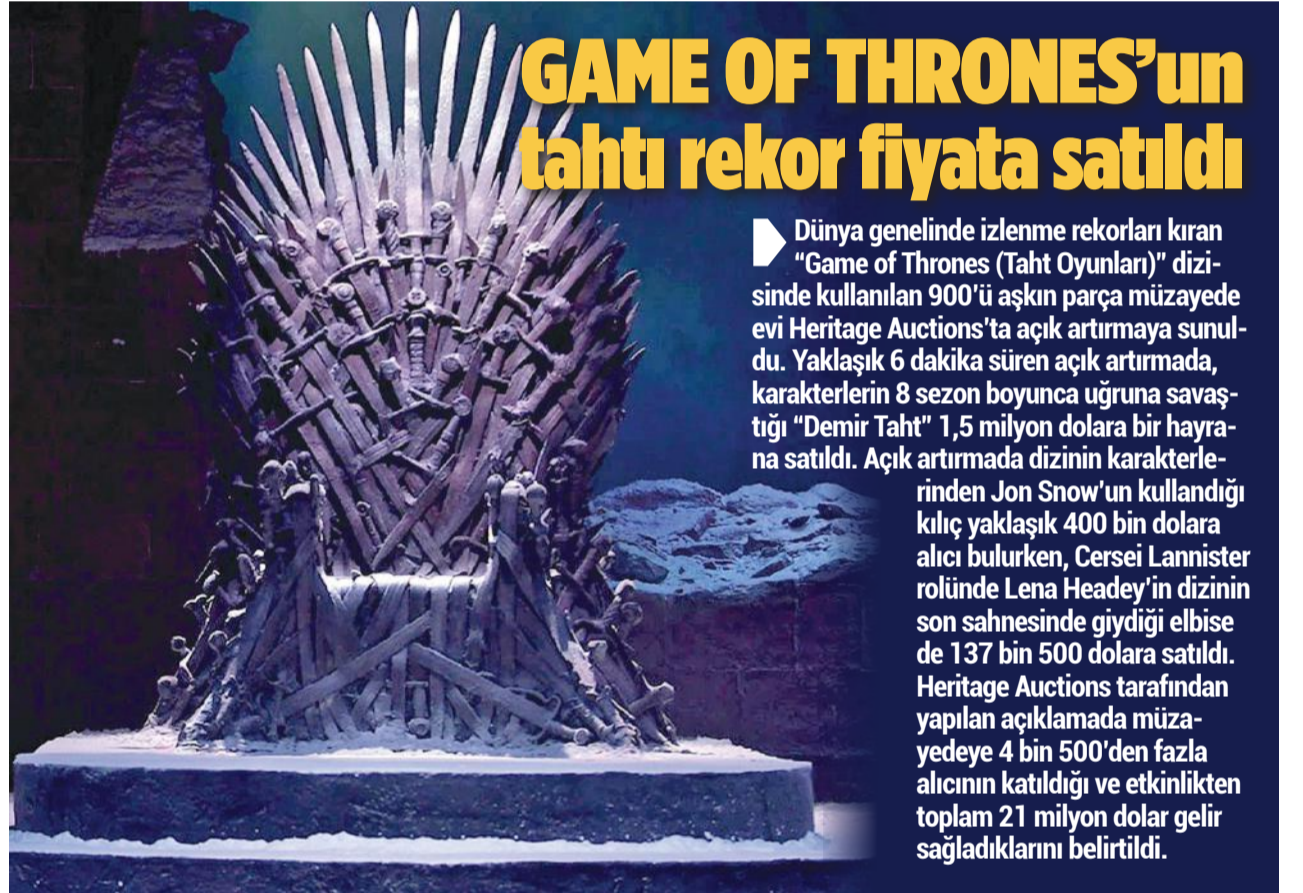 GAME OF THRONES’un
tahtı rekor fiyata satıldı
Dünya genelinde izlenme rekorları kıran
“Game of Thrones (Taht Oyunları)” dizi-
sinde kullanılan 900’ü aşkın parça müzayede
evi Heritage Auctions’ta açık artırmaya sunul-
du. Yaklaşık 6 dakika süren açık artırmada,
karakterlerin 8 sezon boyunca uğruna savaş-
tığı “Demir Taht” 1,5 milyon dolara bir hayra-
na satıldı. Açık artırmada dizinin karakterle-
rinden Jon Snow’un kullandığı
kılıç yaklaşık 400 bin dolara
alıcı bulurken, Cersei Lannister
rolünde Lena Headey’in dizinin
son sahnesinde giydiği elbise
de 137 bin 500 dolara satıldı.
Heritage Auctions tarafından
yapılan açıklamada müza-
yedeye 4 bin 500’den fazla
alıcının katıldığı ve etkinlikten
toplam 21 milyon dolar gelir
sağladıklarını belirtildi.